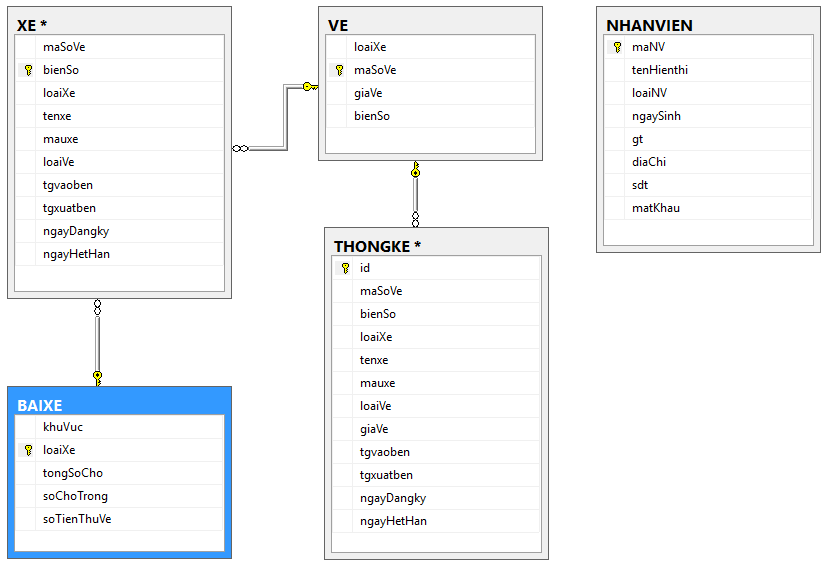 XE *
maSoVe
bienSo
loaiXe
tenxe
mauxe
loaiVe
tgvaoben
tgxuatben
ngayDangky
ngayHetHan
VE
loaiXe
maSoVe
giaVe
bienSo
NHANVIEN
maNV
tenHienthi
loaiNV
ngaySinh
gt
diaChi
sdt
matKhau
THONGKE *
id
maSoVe
bienSo
loaiXe
tenxe
mauxe
loaiVe
giaVe
tgvaoben
tgxuatben
ngayDangky
ngayHetHan
BAIXE
khuVuc
loaiXe
tongSoCho
soChoTrong
soTienThuVe